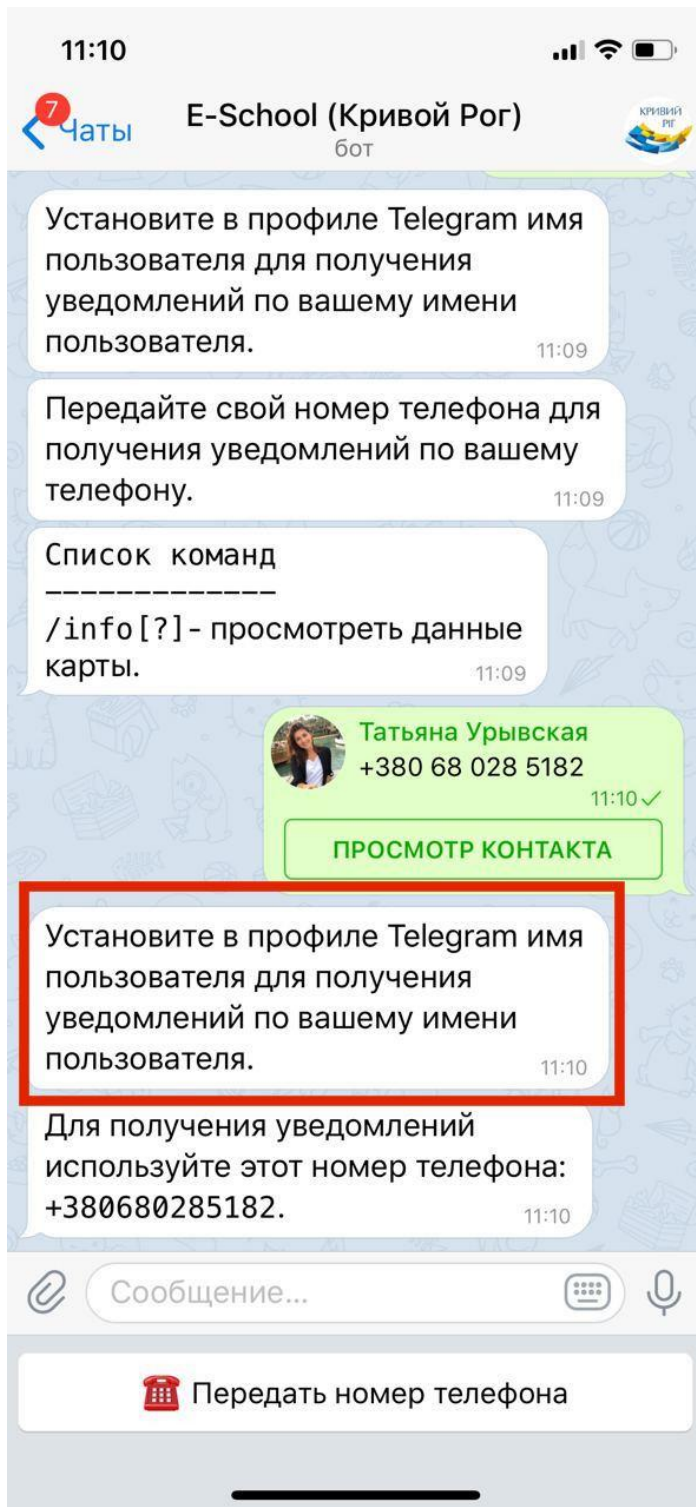 11:10
7
Чаты
E-School (Кривой Рог)
бот
КРИВИЙ
РІГ
Установите в профиле Telegram имя
пользователя для получения
уведомлений по вашему имени
пользователя.
11:09
Передайте свой номер телефона для
получения уведомлений по вашему
телефону.
11:09
Список команд
-------------
/info[?]- просмотреть данные
карты.
11:09
Татьяна Урывская
+380 68 028 5182
11:10
ПРОСМОТР КОНТАКТА
Установите в профиле Telegram имя
пользователя для получения
уведомлений по вашему имени
пользователя.
11:10
Для получения уведомлений
используйте этот номер телефона:
+380680285182.
11:10
Сообщение...
Передать номер телефона